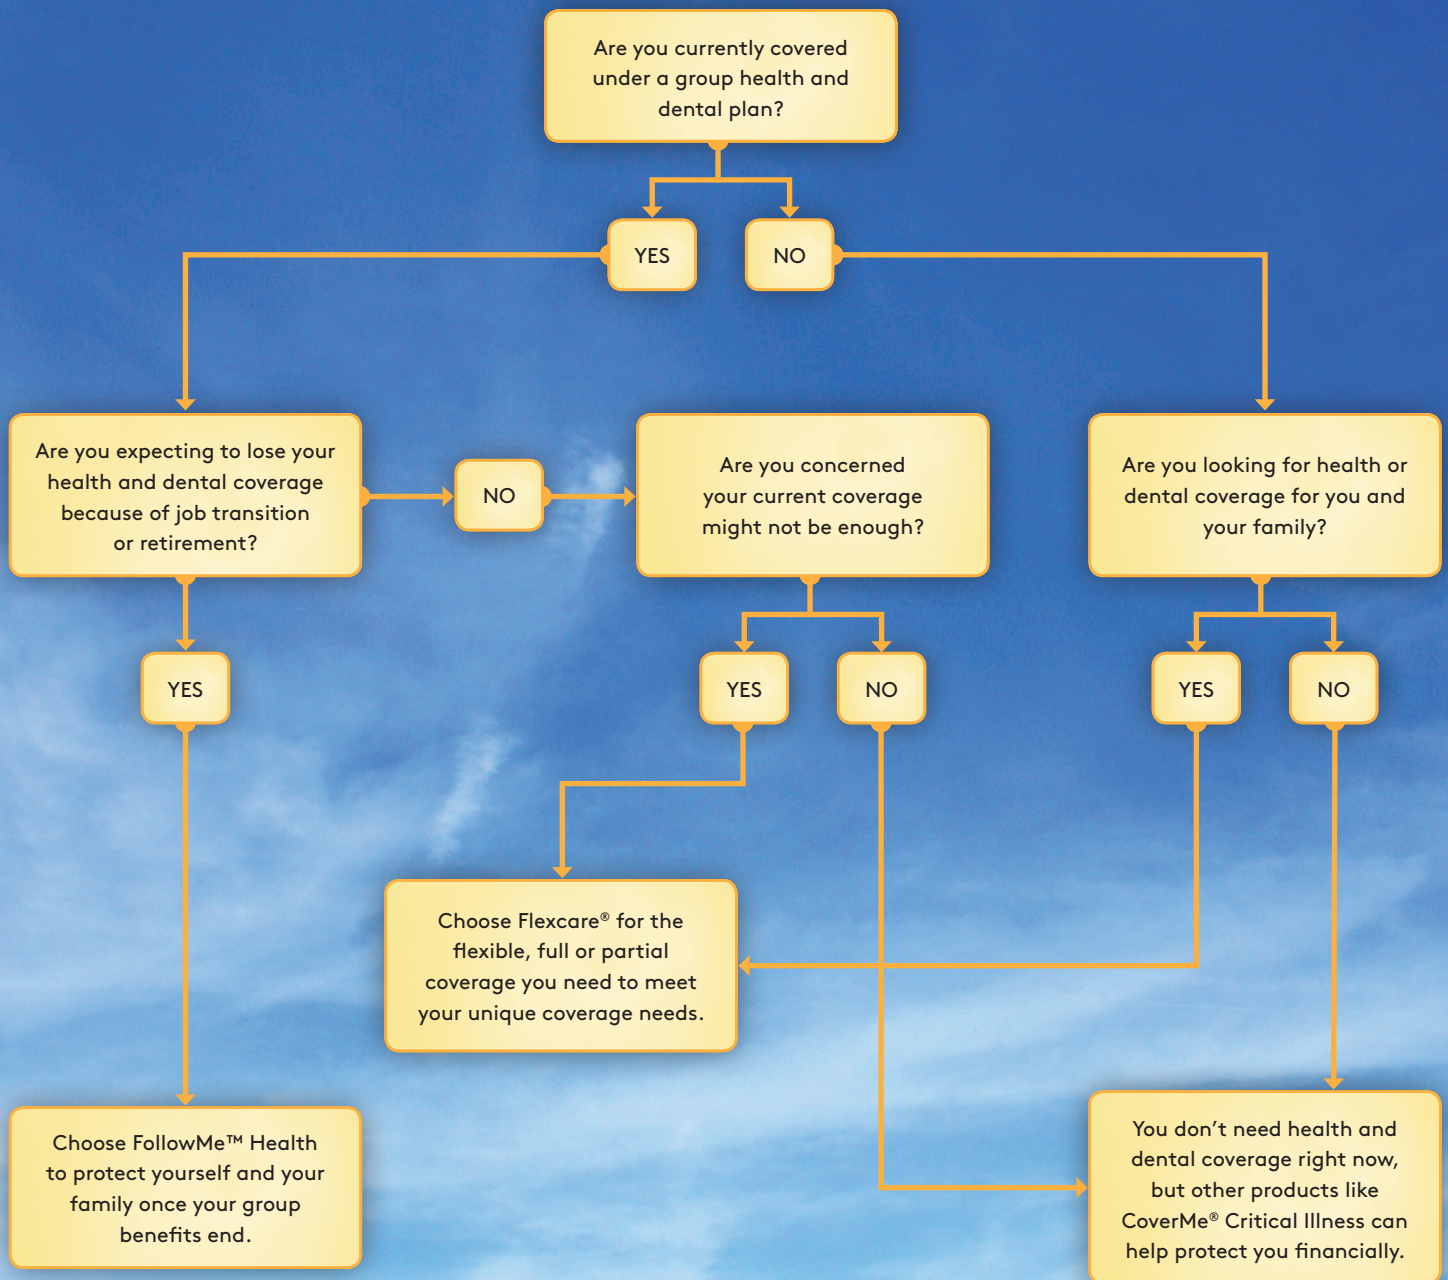 Are you currently covered
under a group health and
dental plan?
YES
NO
Are you expecting to lose your
health and dental coverage
because of job transition
or retirement?
NO
Are you concerned
your current coverage
might not be enough?
Are you looking for health or
dental coverage for you and
your family?
YES
YES
NO
YES
NO
Choose Flexcare® for the
flexible, full or partial
coverage you need to meet
your unique coverage needs.
Choose FollowMe™ Health
to protect yourself and your
family once your group
benefits end.
You don’t need health and
dental coverage right now,
but other products like
CoverMe® Critical Illness can
help protect you financially.